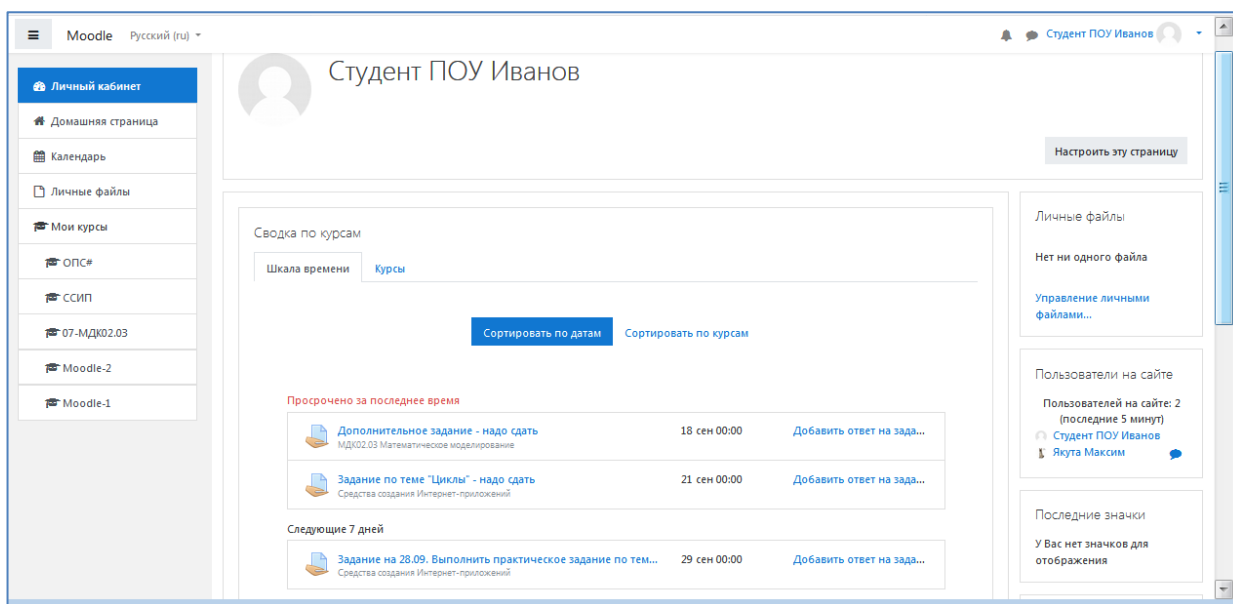 Moodle Русский (ru)
Студент ПОУ Иванов
Личный кабинет
Домашняя страница
Календарь
Личные файлы
Мои курсы
ОПС#
ССИП
07-МДК02.03
Moodle-2
Moodle-1
Студент ПОУ Иванов
Настроить эту страницу
Сводка по курсам
Шкала времени Курсы
Сортировать по датам Сортировать по курсам
Просрочено за последнее время
Дополнительное задание - надо сдать 18 сен 00:00 Добавить ответ на зада...
МДК02.03 Математическое моделирование
Задание по теме "Циклы" - надо сдать 21 сен 00:00 Добавить ответ на зада...
Средства создания Интернет-приложений
Следующие 7 дней
Задание на 28.09. Выполнить практическое задание по тем... 29 сен 00:00 Добавить ответ на зада...
Средства создания Интернет-приложений
Личные файлы
Нет ни одного файла
Управление личными
файлами...
Пользователи на сайте
Пользователей на сайте: 2
(последние 5 минут)
Студент ПОУ Иванов
Якута Максим
Последние значки
У Вас нет значков для
отображения